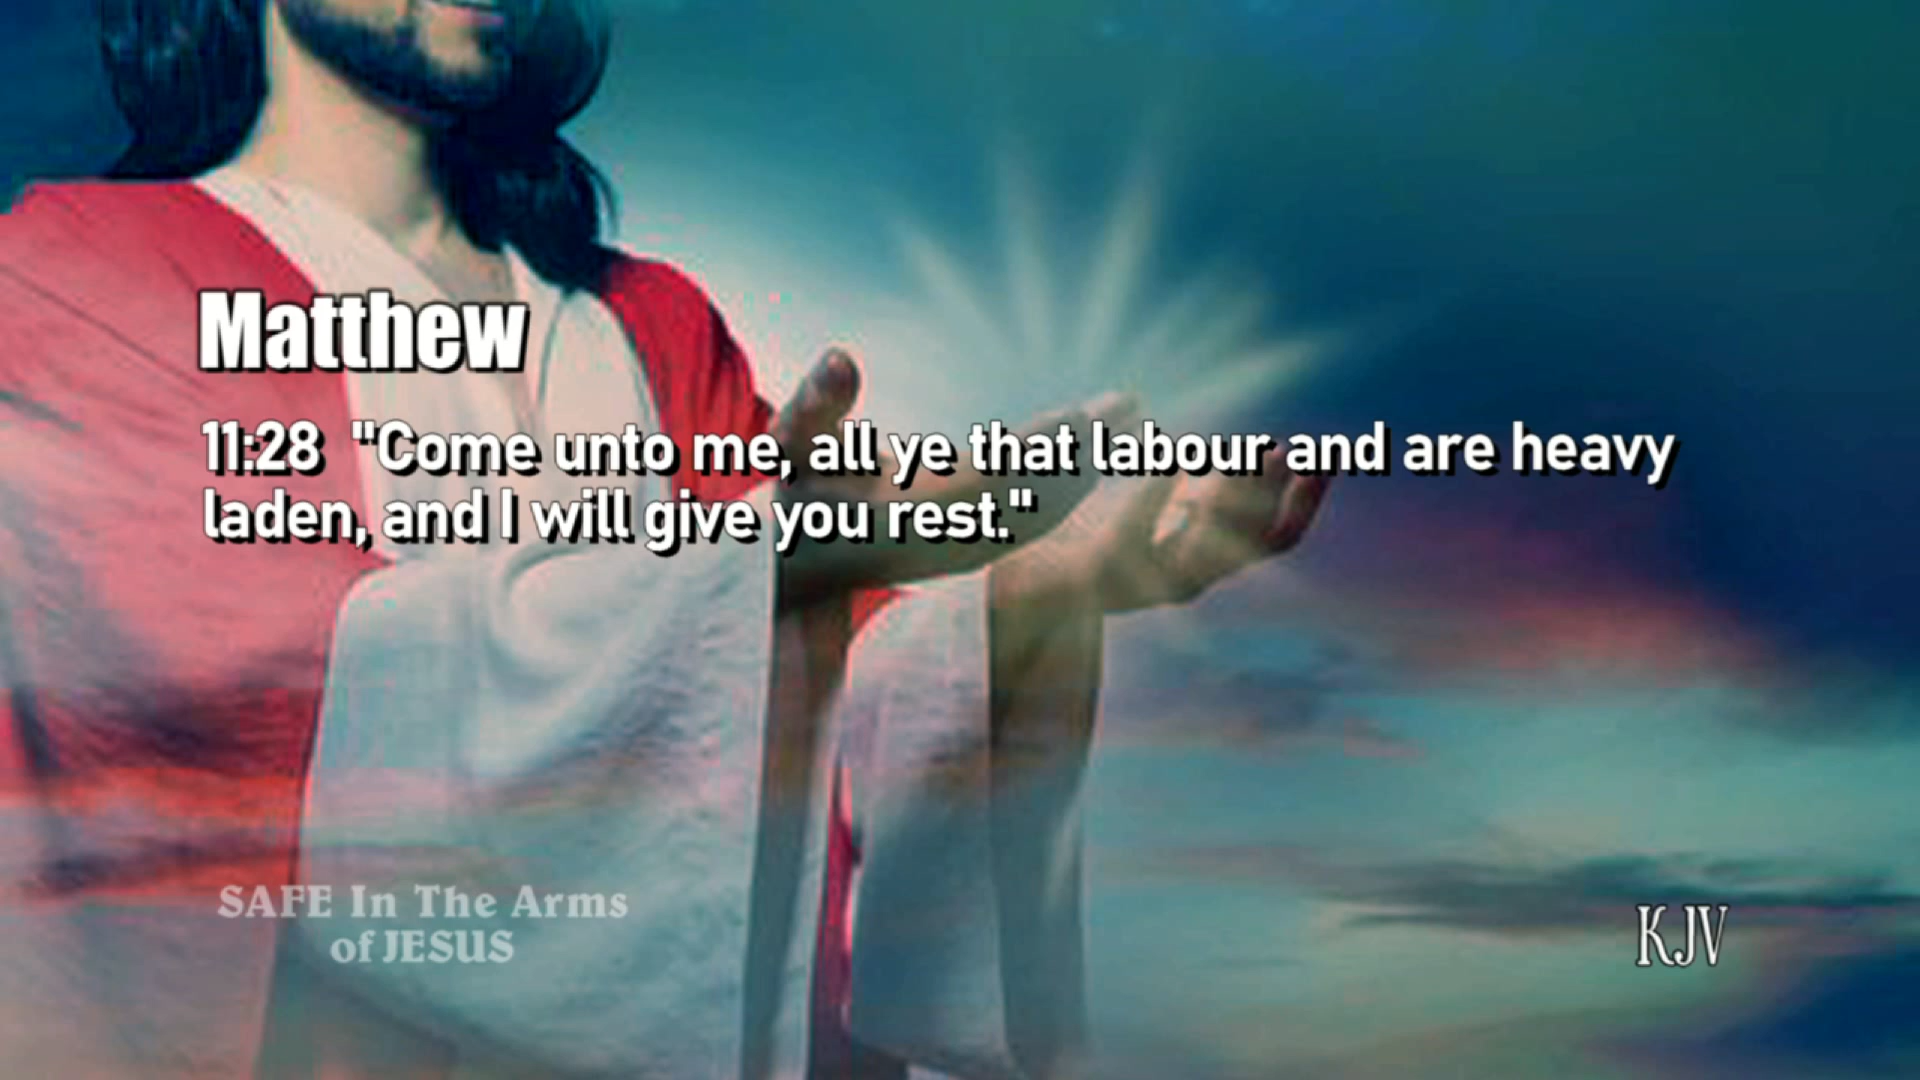 Matthew
11:28 "Come unto me, all ye that labour and are heavy
laden, and I will give you rest."
SAFE In The Arms
of JESUS
KJV